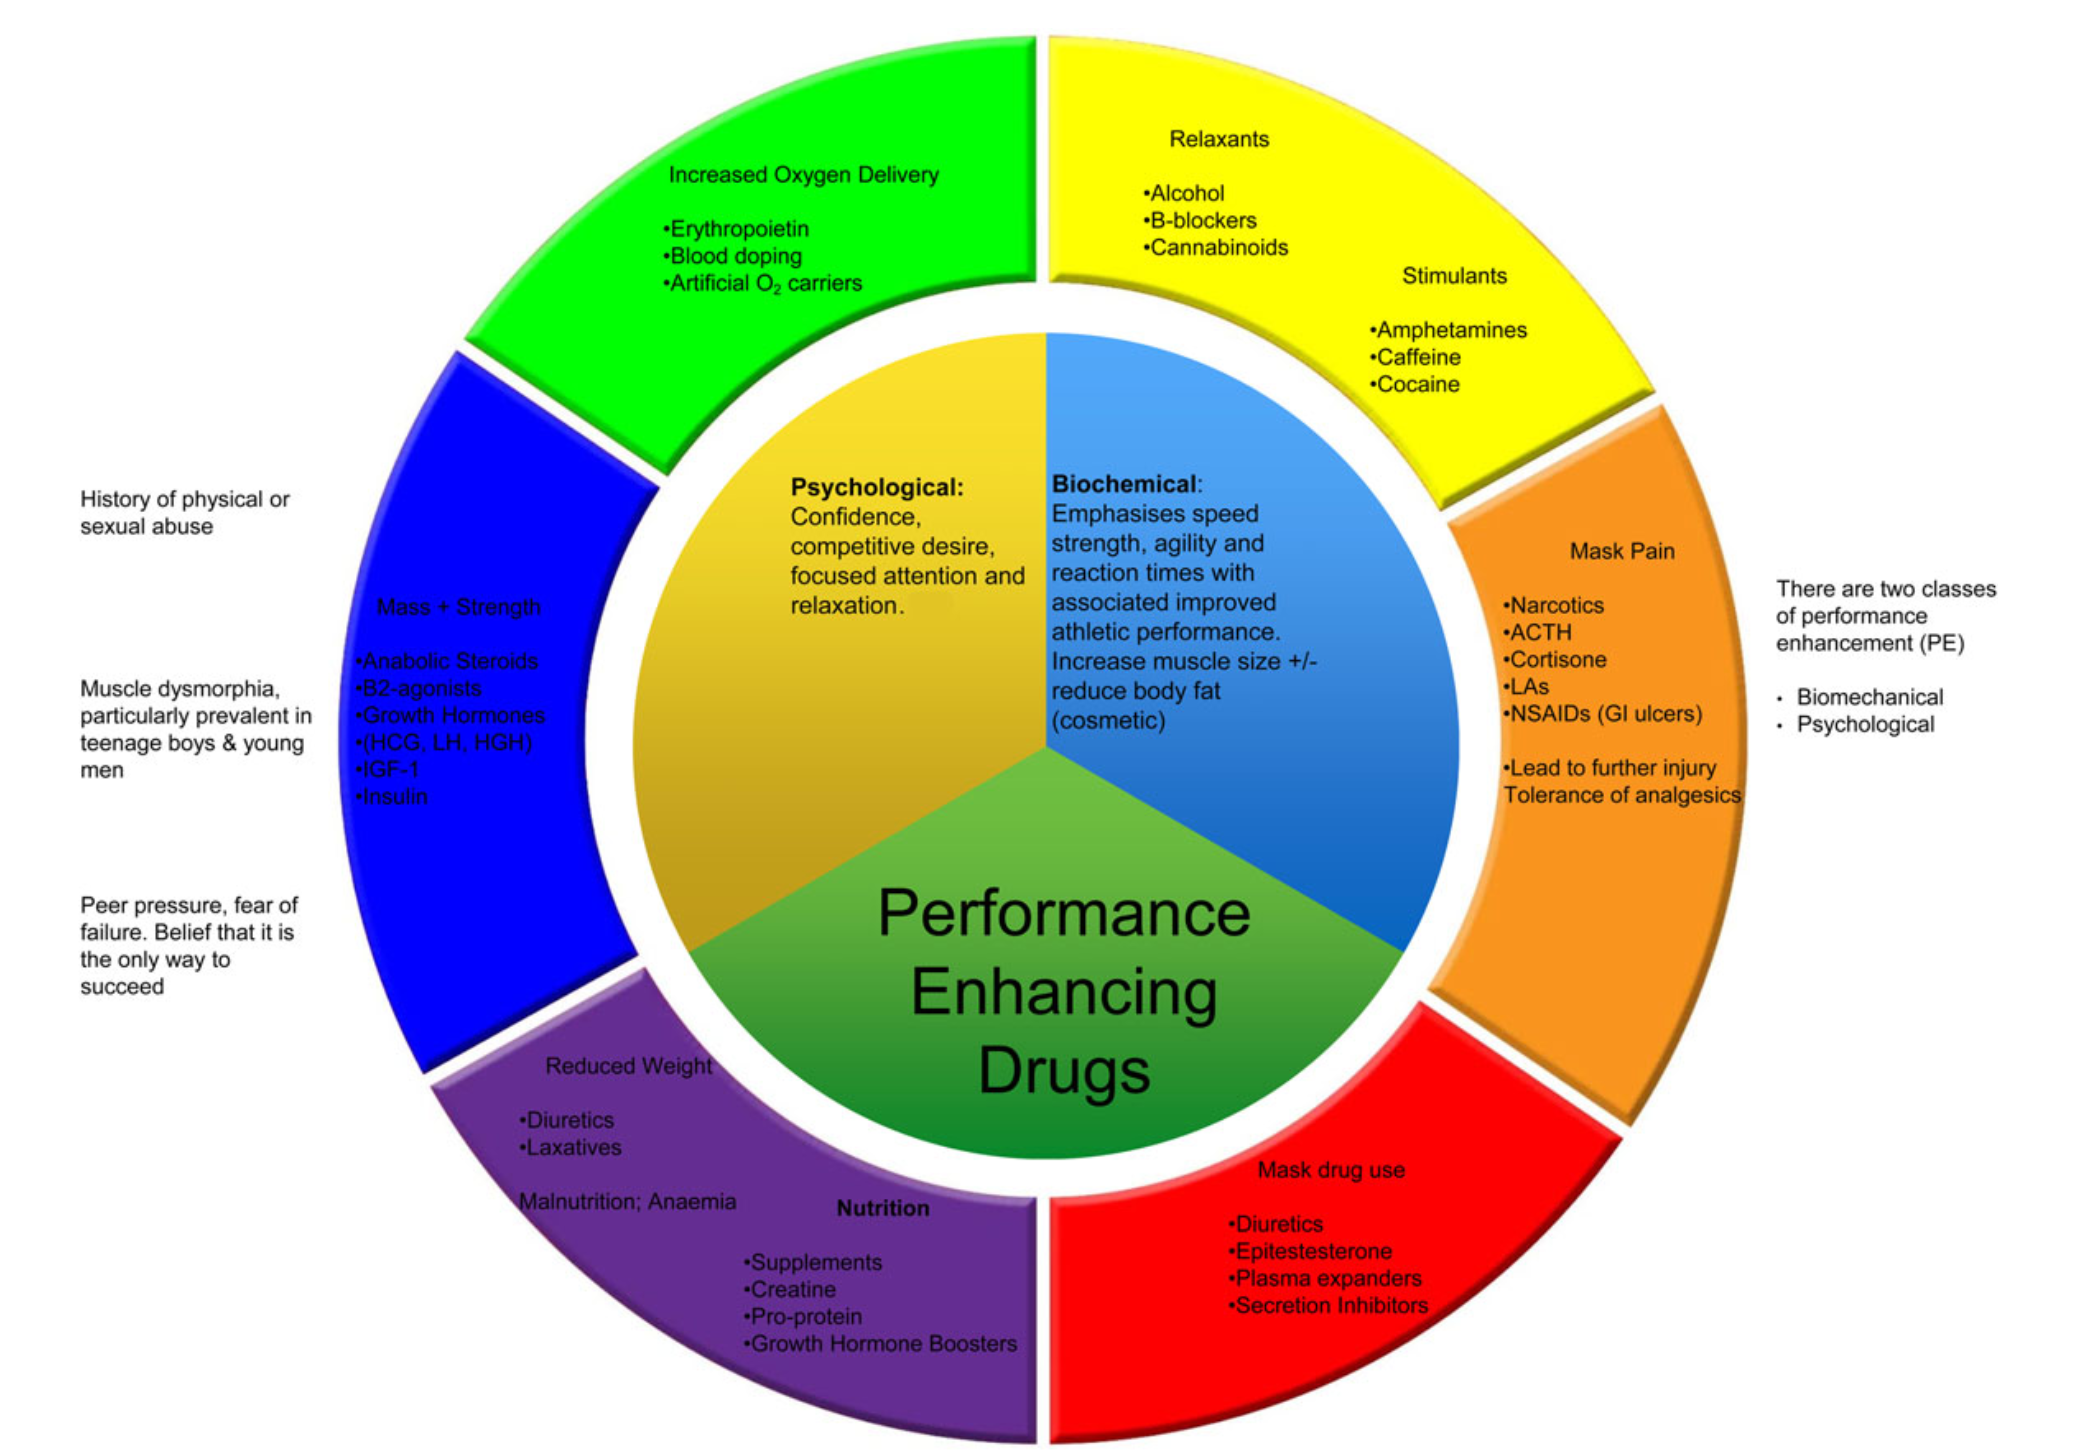 Increased Oxygen Delivery
•Erythropoietin
•Blood doping
•Artificial O₂ carriers
Relaxants
•Alcohol
•B-blockers
•Cannabinoids
Stimulants
•Amphetamines
•Caffeine
•Cocaine
History of physical or
sexual abuse
Muscle dysmorphia,
particularly prevalent in
teenage boys & young
men
Peer pressure, fear of
failure. Belief that it is
the only way to
succeed
Mass + Strength
•Anabolic Steroids
•B2-agonists
•Growth Hormones
•(HCG, LH, HGH)
•IGF-1
•Insulin
Psychological:
Confidence,
competitive desire,
focused attention and
relaxation.
Biochemical:
Emphasises speed
strength, agility and
reaction times with
associated improved
athletic performance.
Increase muscle size +/-
reduce body fat
(cosmetic)
Performance
Enhancing
Drugs
Mask Pain
•Narcotics
•ACTH
•Cortisone
•LAs
•NSAIDs (GI ulcers)
•Lead to further injury
Tolerance of analgesics
There are two classes
of performance
enhancement (PE)
• Biomechanical
• Psychological
Reduced Weight
•Diuretics
•Laxatives
Malnutrition; Anaemia
Nutrition
•Supplements
•Creatine
•Pro-protein
•Growth Hormone Boosters
Mask drug use
•Diuretics
•Epitestesterone
•Plasma expanders
•Secretion Inhibitors